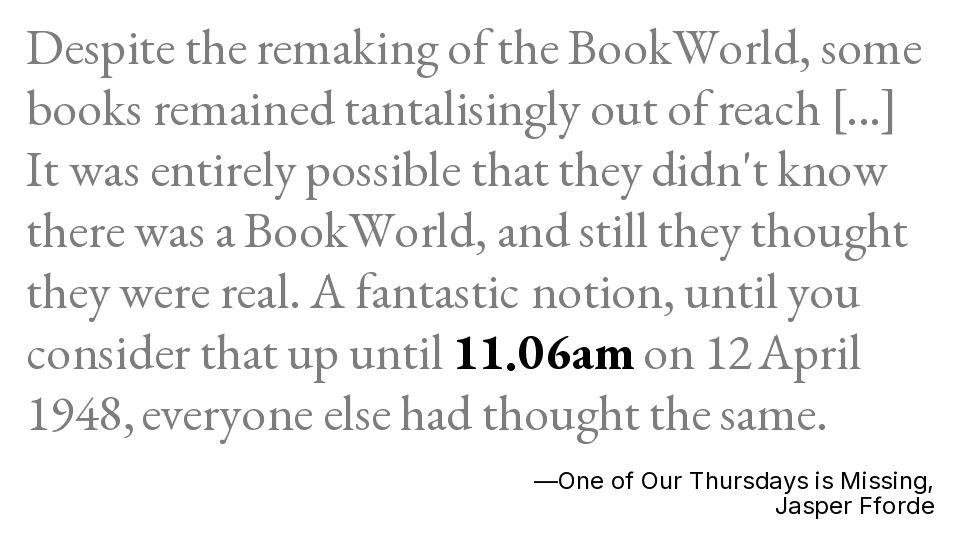 Despite the remaking of the BookWorld, some
books remained tantalisingly out of reach [...]
It was entirely possible that they didn't know
there was a BookWorld, and still they thought
they were real. A fantastic notion, until you
consider that up until 11.06am on 12 April
1948, everyone else had thought the same.
—One of Our Thursdays is Missing,
Jasper Fforde